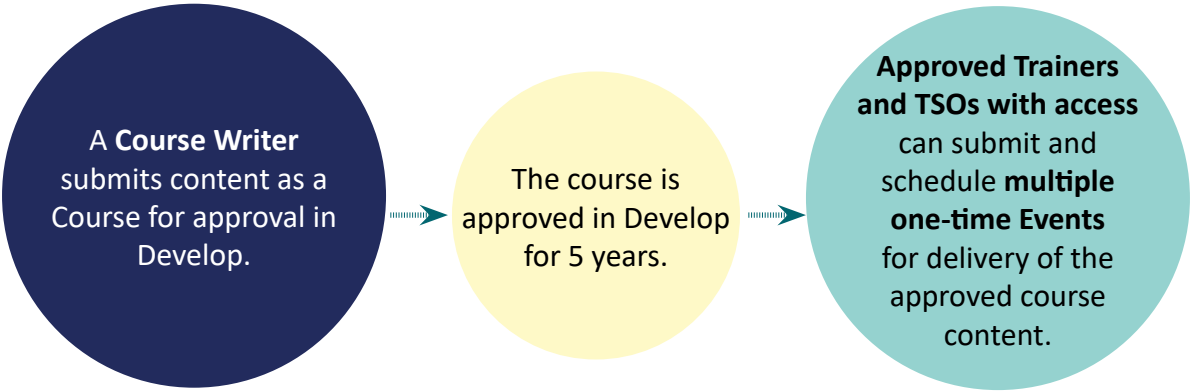 A Course Writer
submits content as a
Course for approval in
Develop.
The course is
approved in Develop
for 5 years.
Approved Trainers
and TSOs with access
can submit and
schedule multiple
one-time Events
for delivery of the
approved course
content.